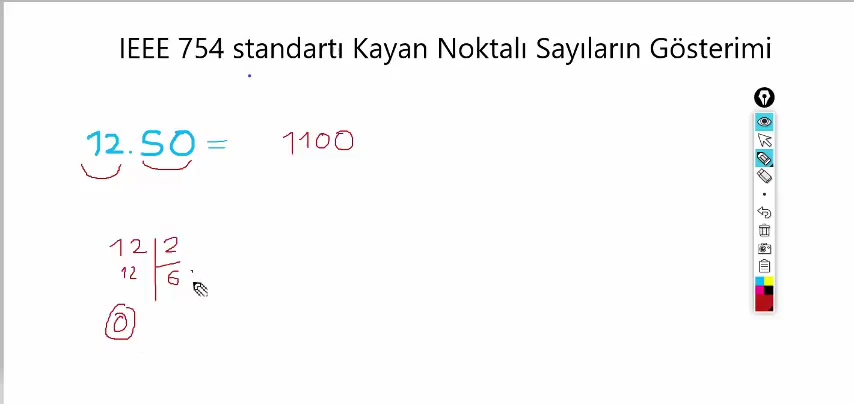 IEEE 754 standartı Kayan Noktalı Sayıların Gösterimi
12.50 = 1100
12 2
12 6
0